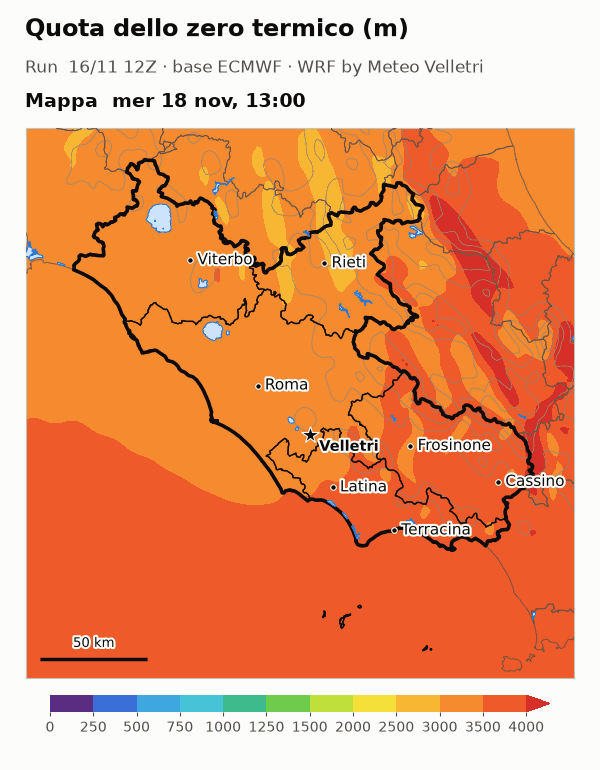 Quota dello zero termico (m)
Run  16/11 12Z · base ECMWF · WRF by Meteo Velletri
Mappa  mer 18 nov, 13:00
Viterbo
Rieti
Roma
Velletri
Frosinone
Cassino
Latina
Terracina
50 km
0 250 500 750 1000 1250 1500 2000 2500 3000 3500 4000